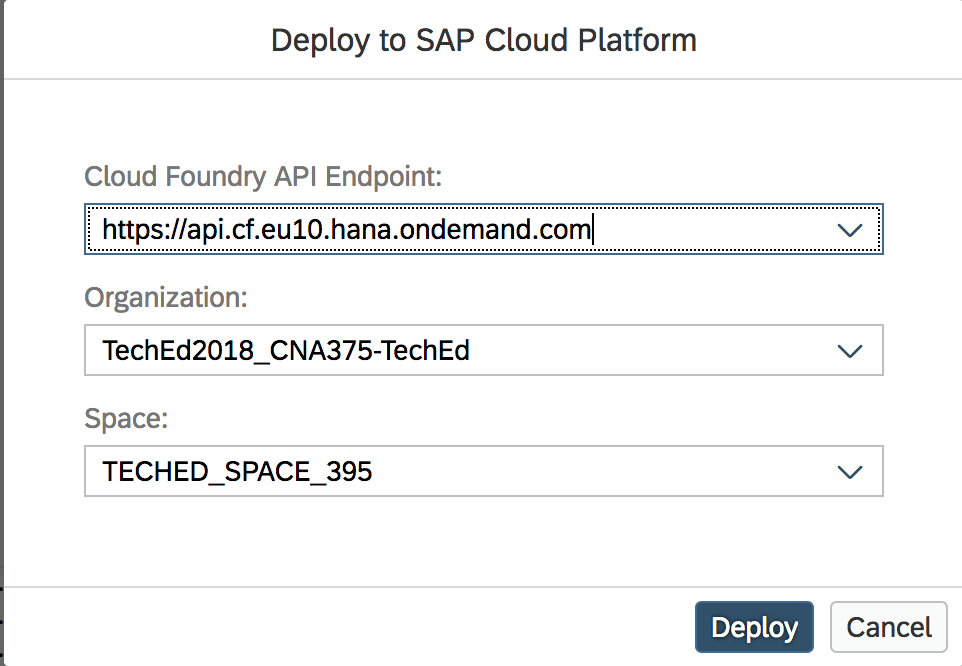 Deploy to SAP Cloud Platform
Cloud Foundry API Endpoint:
https://api.cf.eu10.hana.ondemand.com
Organization:
TechEd2018_CNA375-TechEd
Space:
TECHED_SPACE_395
Deploy
Cancel